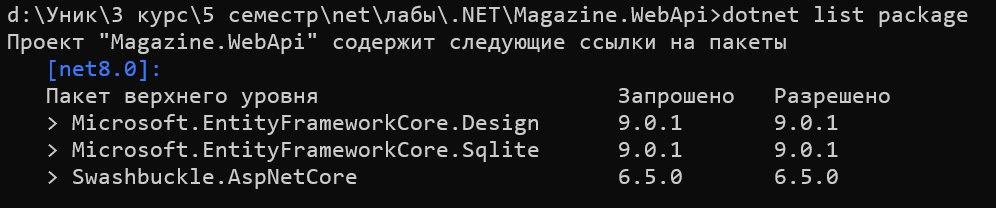 d:\Уник\3 курс\5 семестр\net\лабы\.NET\Magazine.WebApi>dotnet list package
Проект "Magazine.WebApi" содержит следующие ссылки на пакеты
[net8.0]:
Пакет верхнего уровня Запрошено Разрешено
> Microsoft.EntityFrameworkCore.Design 9.0.1 9.0.1
> Microsoft.EntityFrameworkCore.Sqlite 9.0.1 9.0.1
> Swashbuckle.AspNetCore 6.5.0 6.5.0